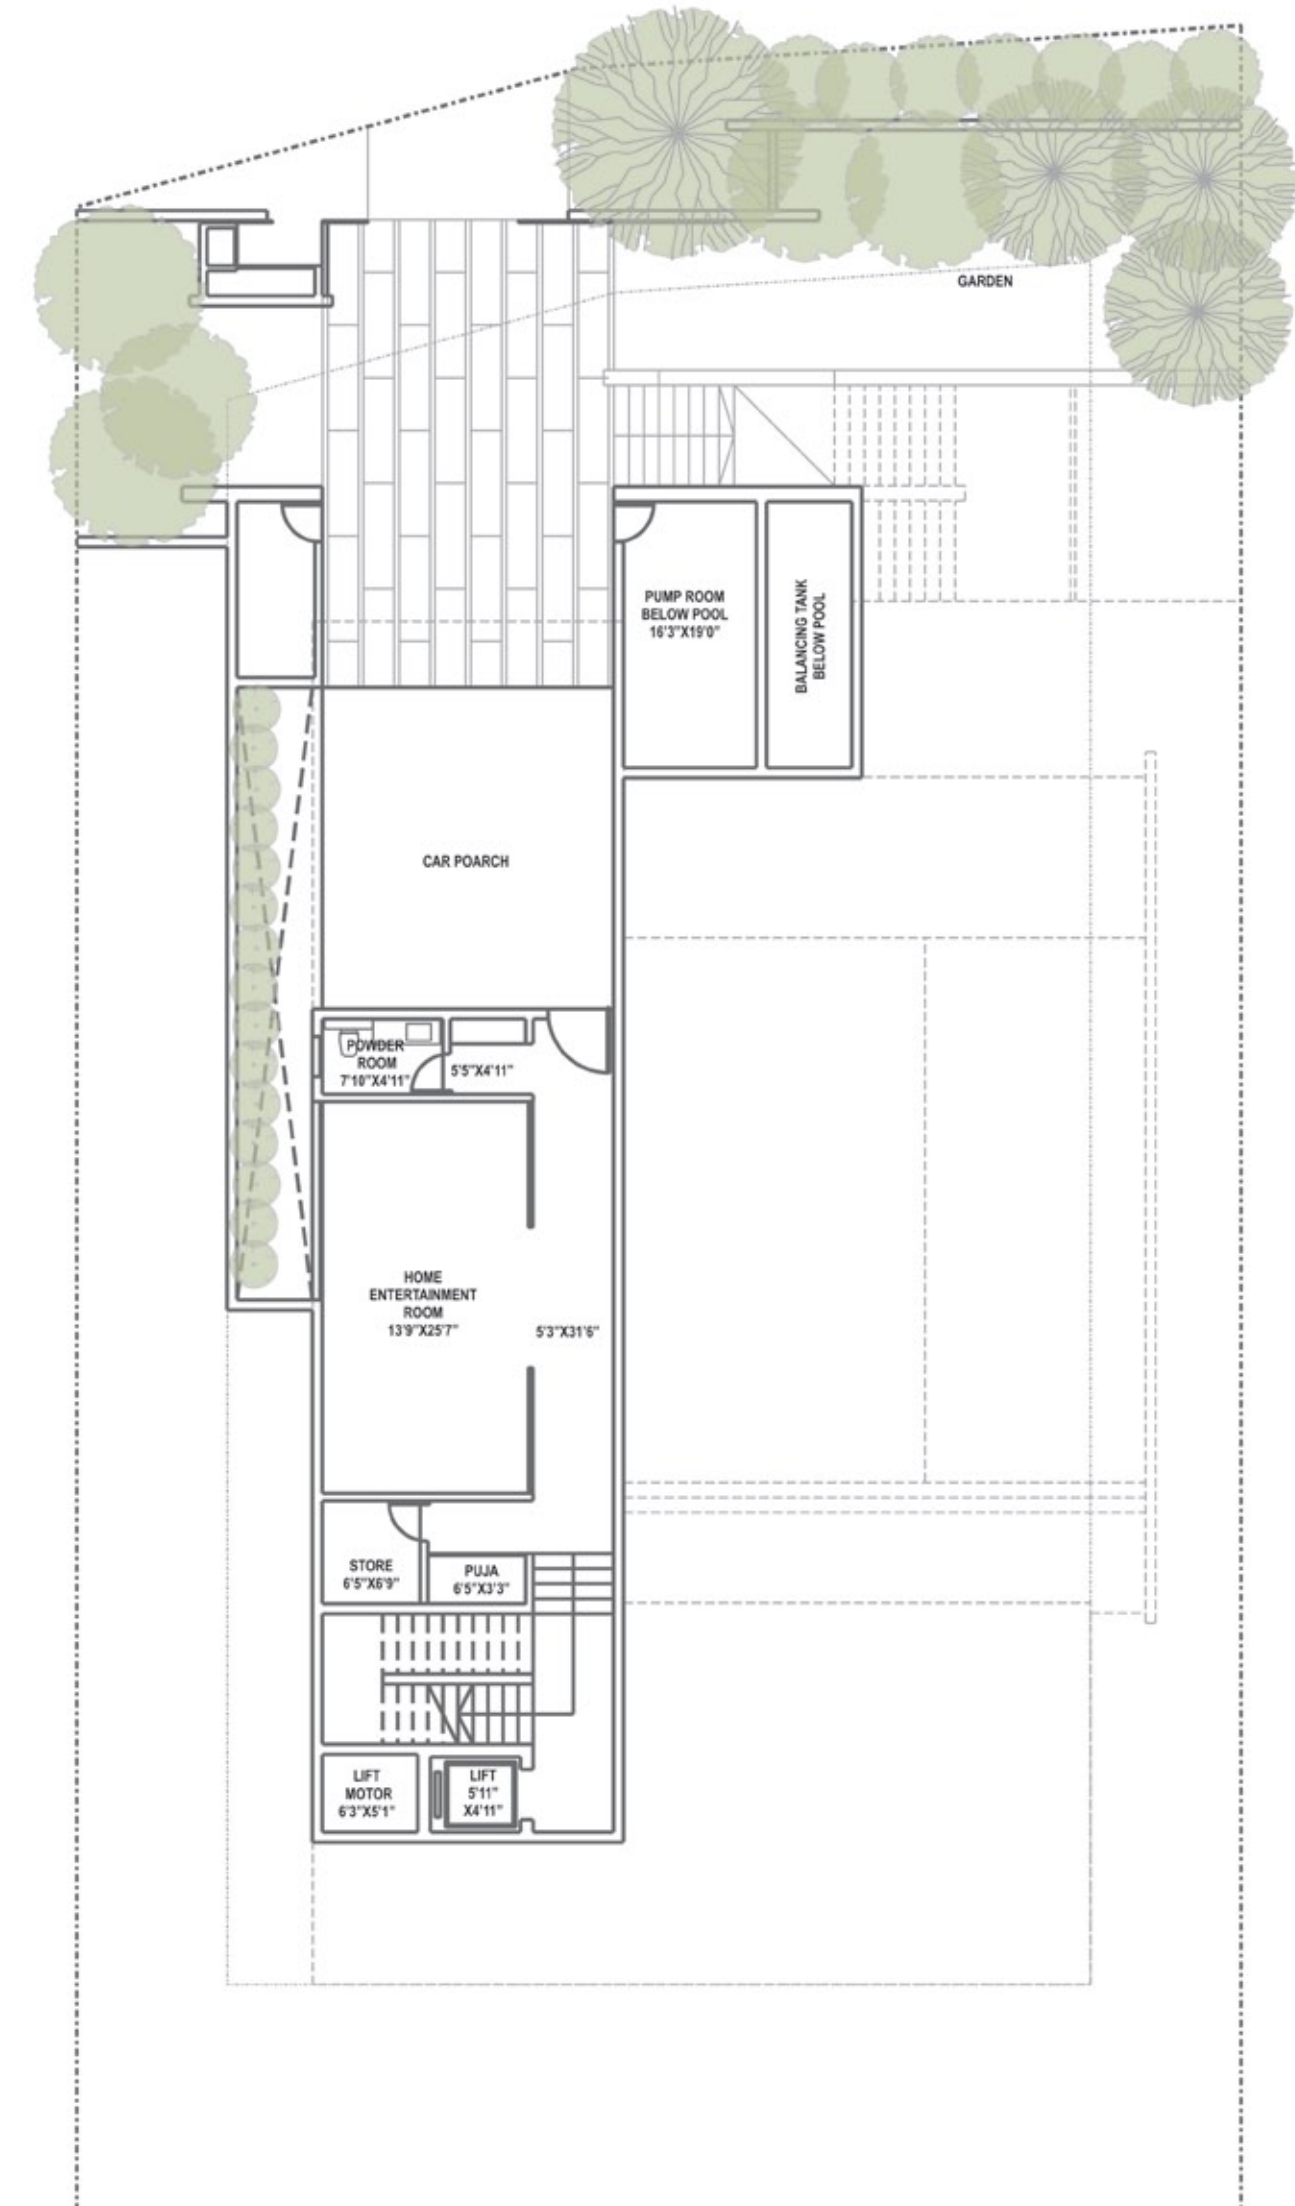 GARDEN
PUMP ROOM
BELOW POOL
16'3"X19'0"
BALANCING TANK
BELOW POOL
CAR POARCH
POWDER
ROOM
7'10"X4'11"
5'5"X4'11"
HOME
ENTERTAINMENT
ROOM
13'9"X25'7"
5'3"X31'6"
STORE
6'5"X6'9"
PUJA
6'5"X3'3"
LIFT
MOTOR
6'3"X5'1"
LIFT
5'11"
X4'11"